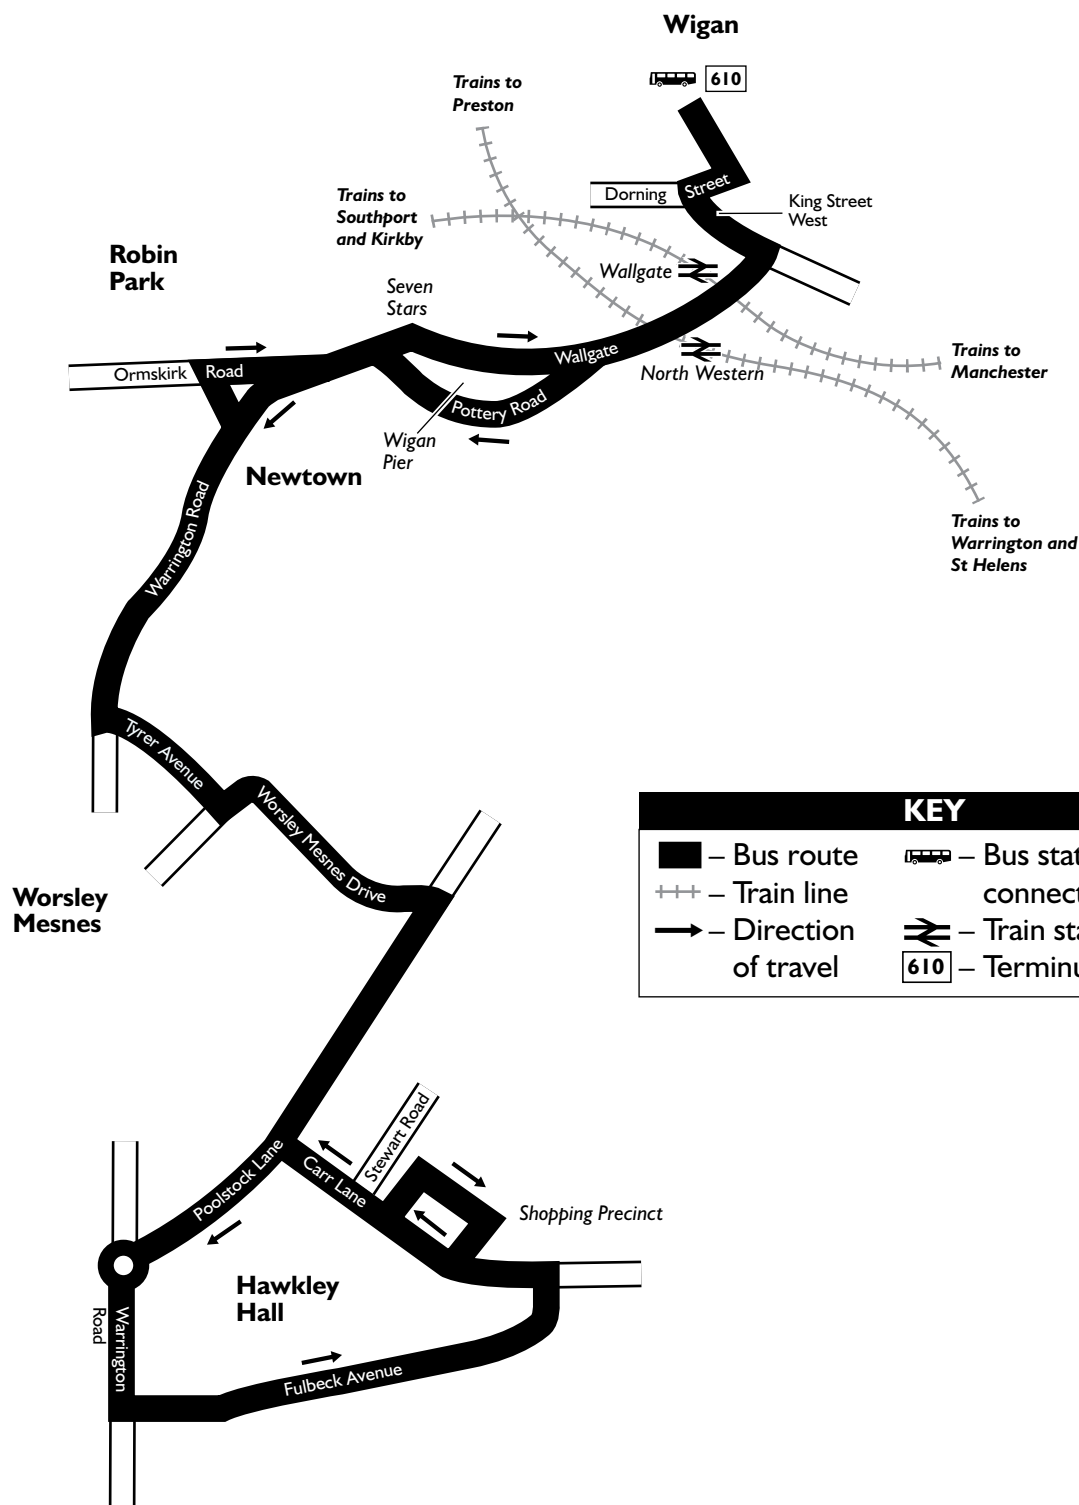 Wigan
610
Trains to
Preston
Dorning
Street
King Street
West
Trains to
Southport
and Kirkby
Wallgate
Robin
Park
Seven
Stars
Wallgate
North Western
Trains to
Manchester
Ormskirk
Road
Pottery Road
Wigan
Pier
Newtown
Warrington Road
Trains to
Warrington and
St Helens
Tyrer Avenue
Worsley Mesnes Drive
Worsley
Mesnes
KEY
– Bus route
– Train line
– Direction
of travel
– Bus stat
connect
– Train sta
610 – Terminu
Stewart Road
Carr Lane
Poolstock Lane
Shopping Precinct
Hawkley
Hall
Warrington
Road
Fulbeck Avenue